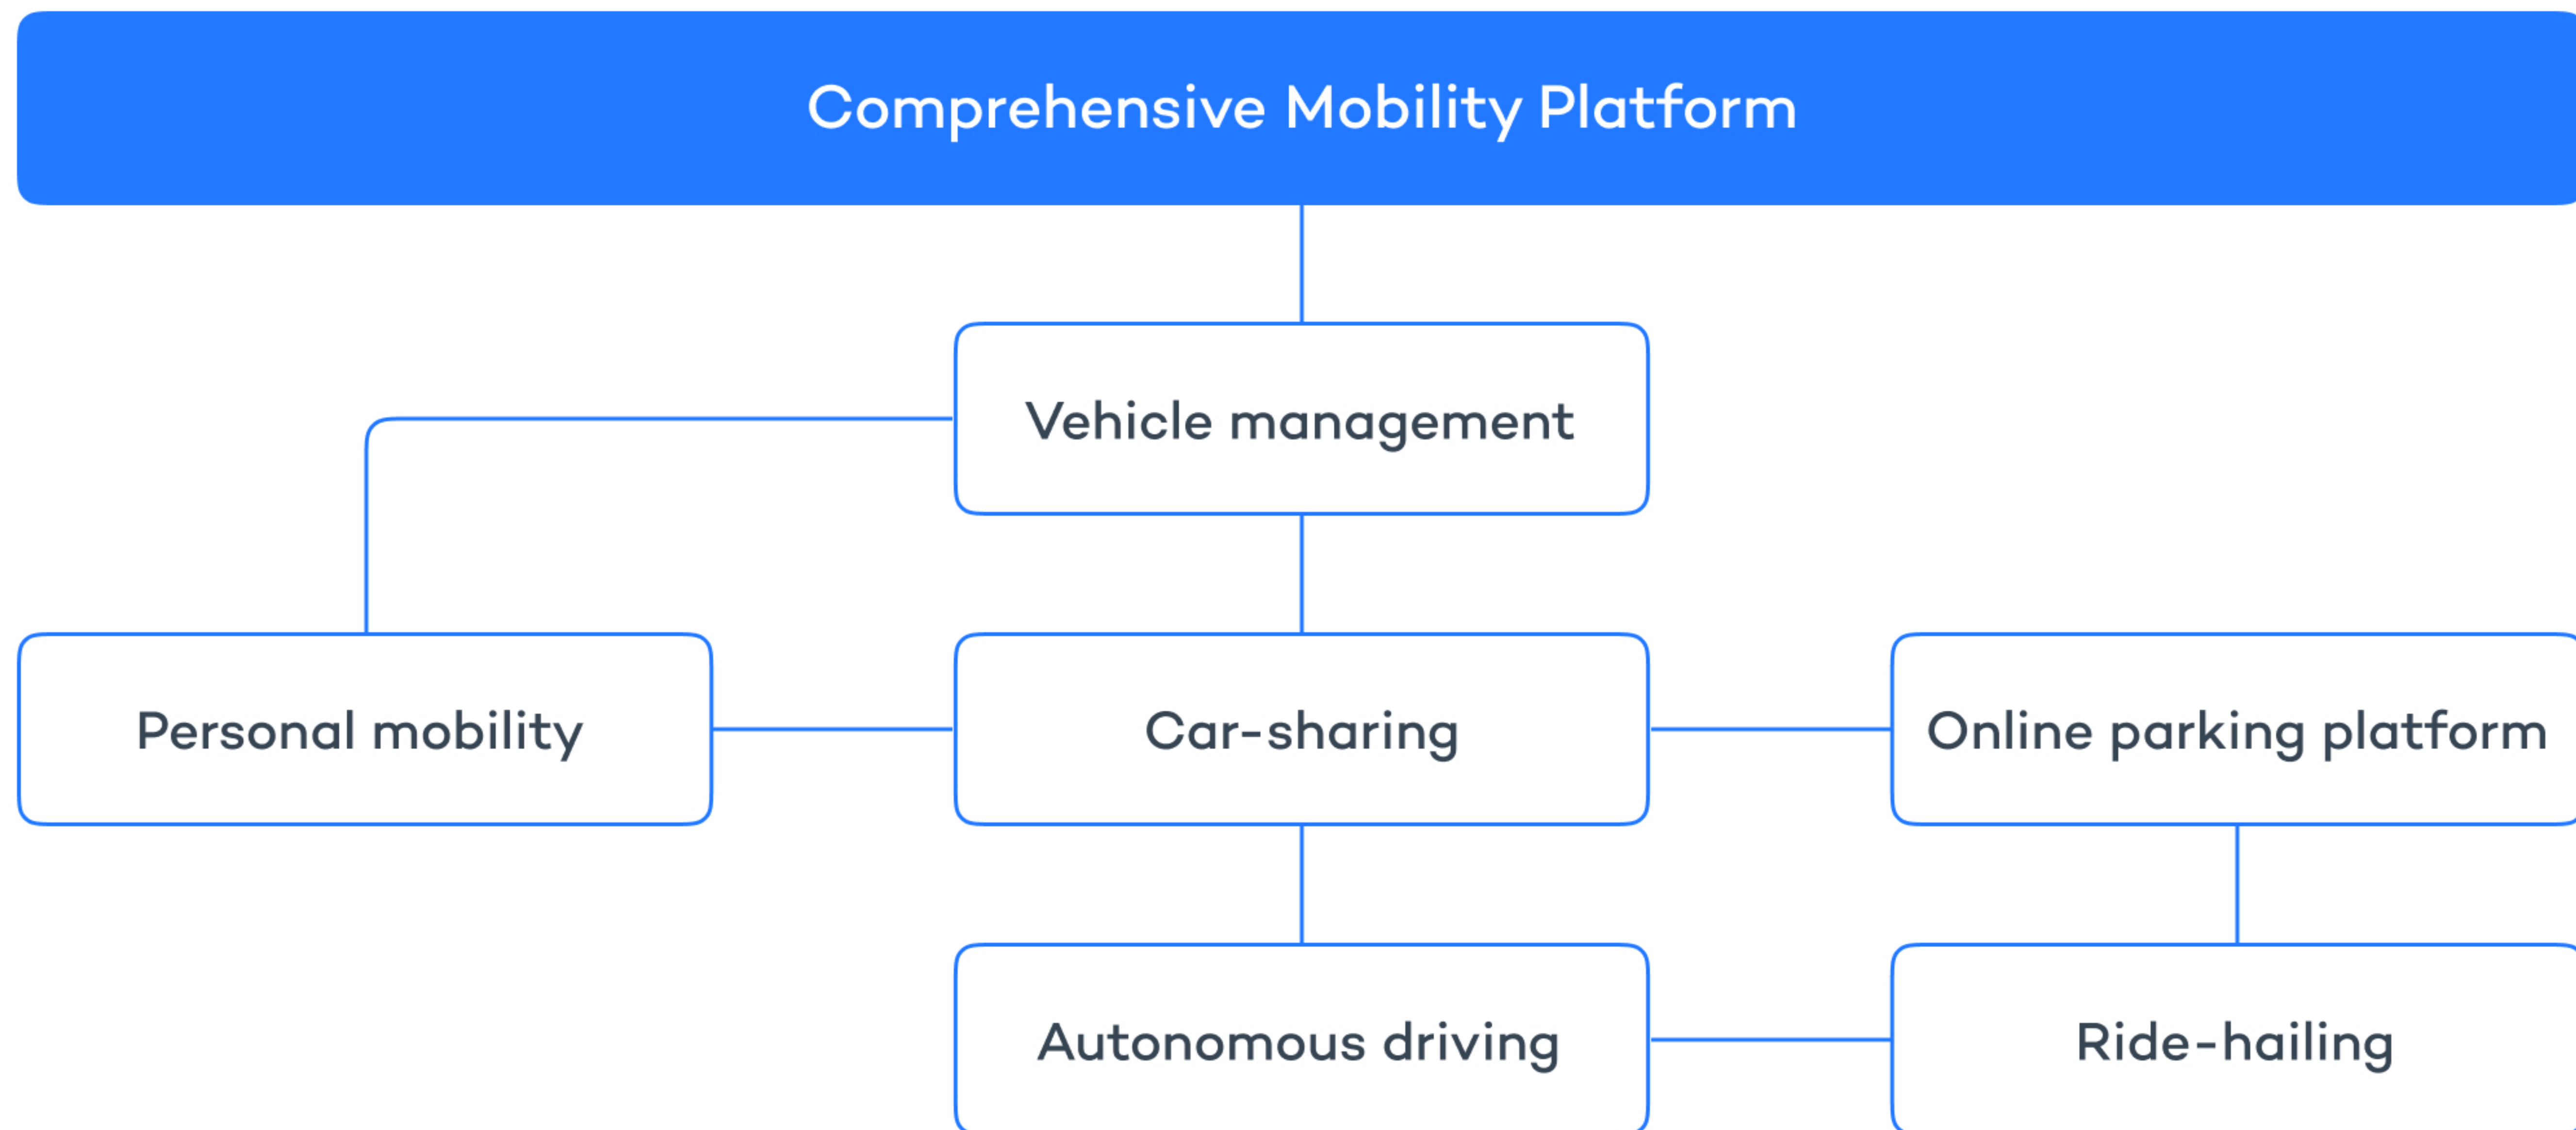 Comprehensive Mobility Platform
Vehicle management
Personal mobility
Car-sharing
Online parking platform
Autonomous driving
Ride-hailing